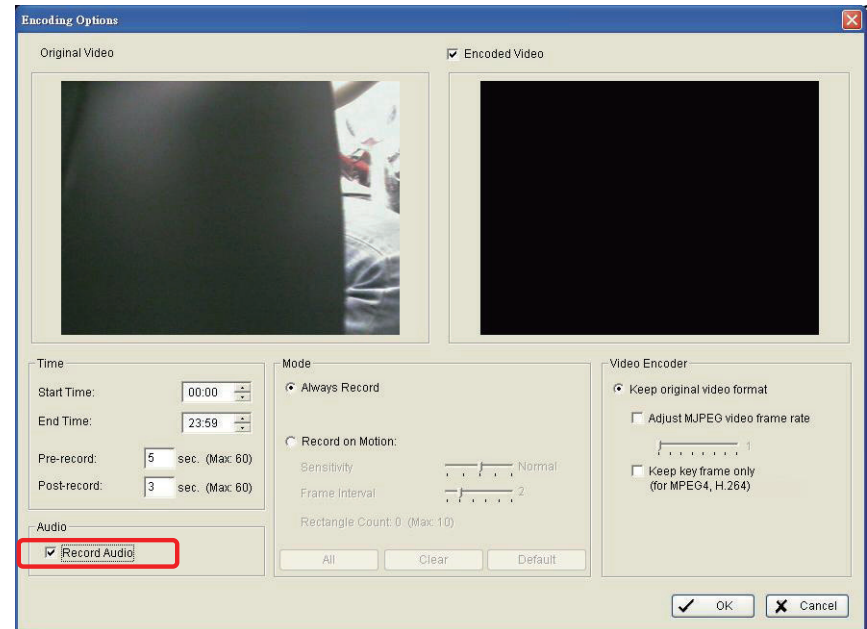 Encoding Options
Original Video
Encoded Video
Time
Start Time: 00:00
End Time: 23:59
Pre-record: 5 sec. (Max: 60)
Post-record: 3 sec. (Max: 60)
Audio
Record Audio
Mode
Always Record
Record on Motion:
Sensitivity Normal
Frame Interval 2
Rectangle Count: 0 (Max: 10)
All Clear Default
Video Encoder
Keep original video format
Adjust MJPEG video frame rate
1
Keep key frame only
(for MPEG4, H.264)
OK Cancel